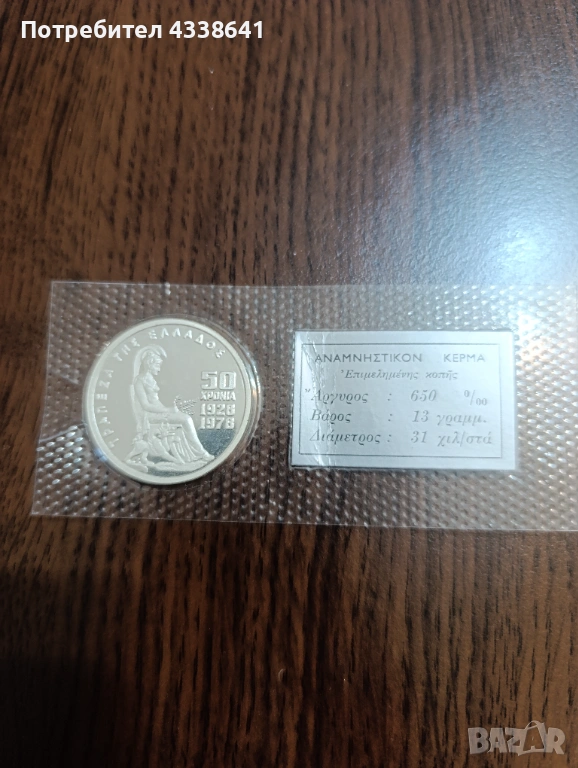 Потребител 4338641
ΤΡΑΠΕΖΑ ΤΗΣ ΕΛΛΑΔΟΣ
50
ΧΡΟΝΙΑ
1928
1978
ΑΝΑΜΝΗΣΤΙΚΟΝ ΚΕΡΜΑ
Ἐπιμελημένης κοπῆς
Ἄργυρος : 650 ‰
Βάρος : 13 γραμμ.
Διάμετρος : 31 χιλ/στά
BAZAR